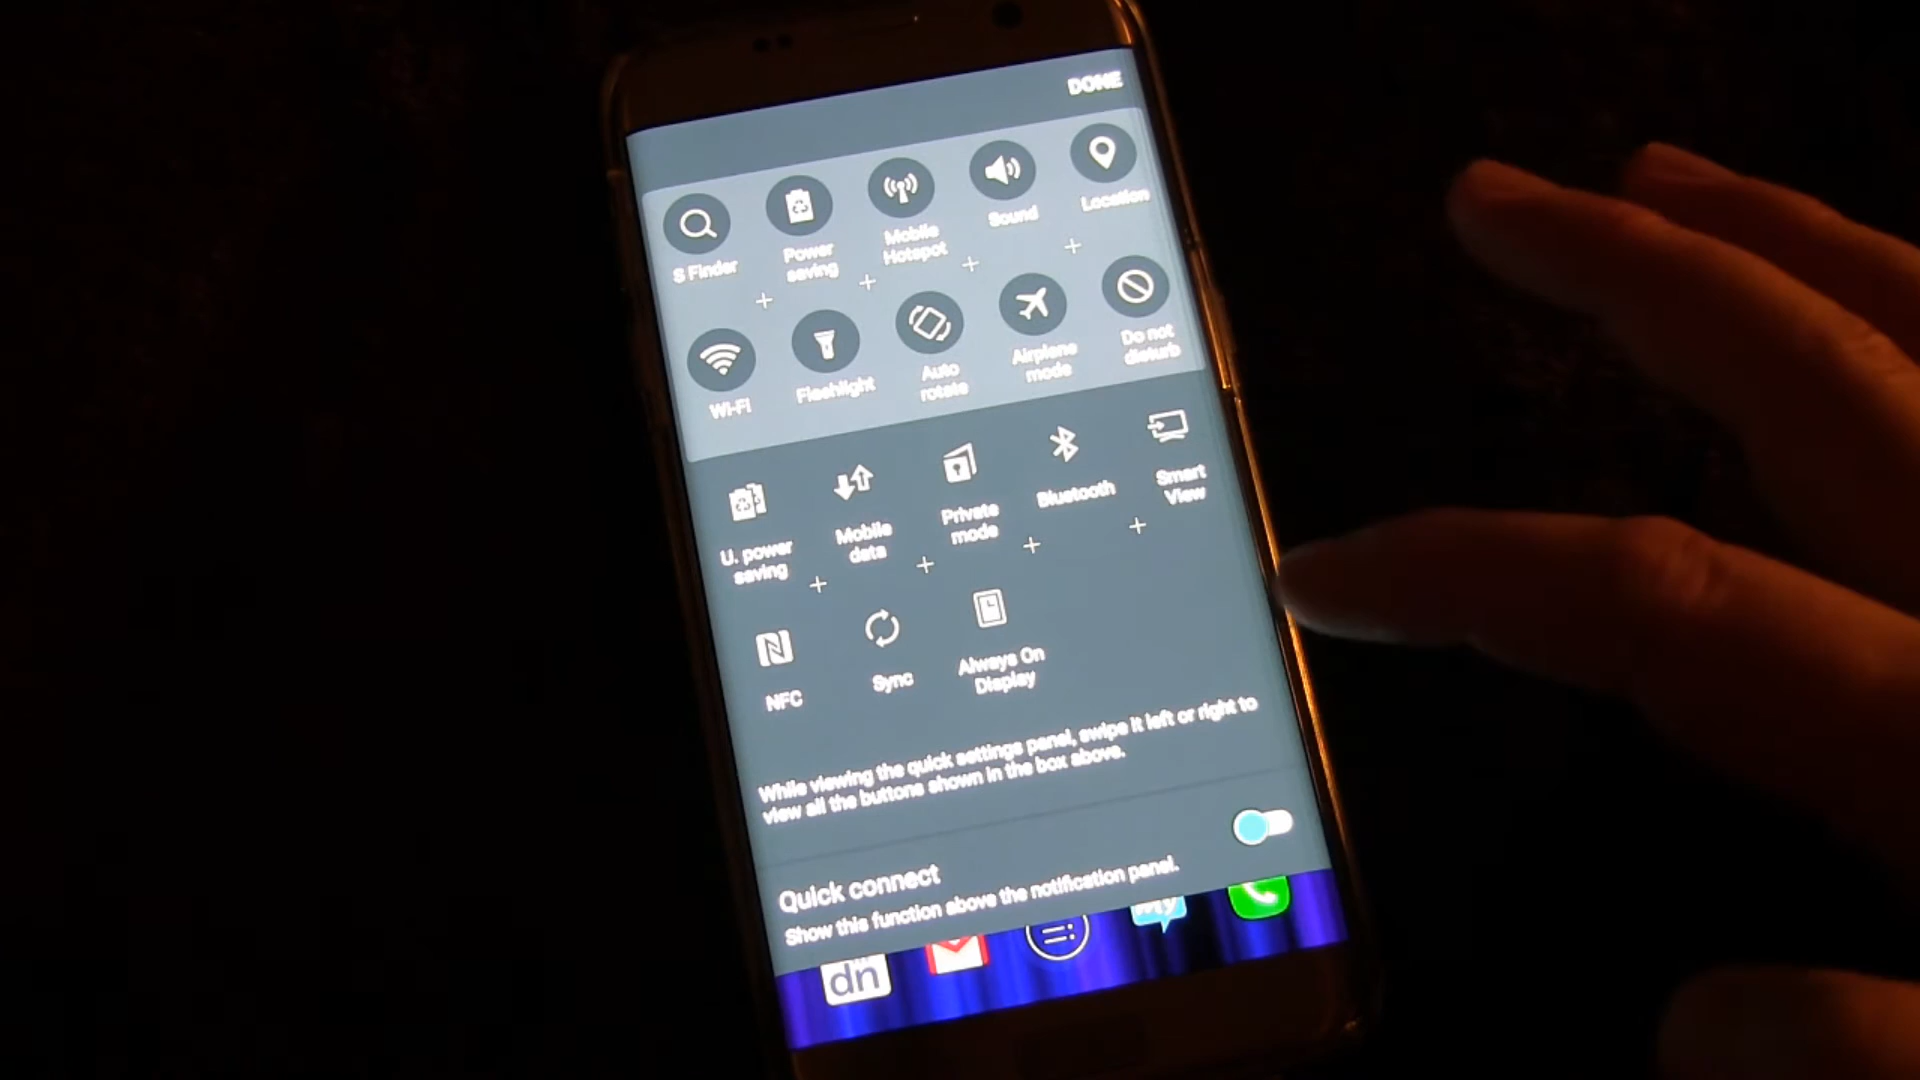 DONE
S Finder
Power
saving
Mobile
Hotspot
Sound
Location
Wi-Fi
Flashlight
Auto
rotate
Airplane
mode
Do not
disturb
U. power
saving
Mobile
data
Private
mode
Bluetooth
Smart
View
NFC
Sync
Always On
Display
While viewing the quick settings panel, swipe it left or right to
view all the buttons shown in the box above.
Quick connect
Show this function above the notification panel.
my
dn